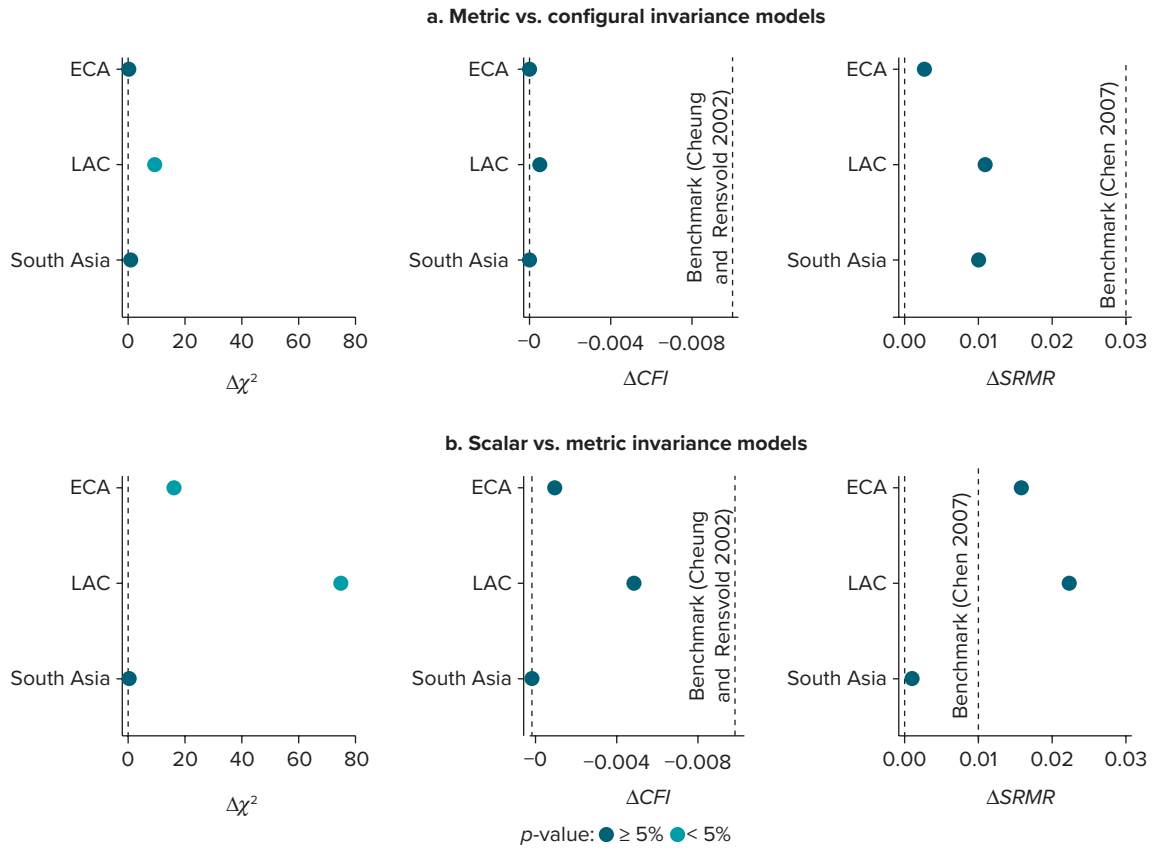 a. Metric vs. configural invariance models
ECA
LAC
South Asia
0 20 40 60 80
Δχ²
ECA
LAC
South Asia
Benchmark (Cheung
and Rensvold 2002)
−0 −0.004 −0.008
ΔCFI
ECA
LAC
South Asia
Benchmark (Chen 2007)
0.00 0.01 0.02 0.03
ΔSRMR
b. Scalar vs. metric invariance models
ECA
LAC
South Asia
0 20 40 60 80
Δχ²
ECA
LAC
South Asia
Benchmark (Cheung
and Rensvold 2002)
−0 −0.004 −0.008
ΔCFI
ECA
LAC
South Asia
Benchmark (Chen 2007)
0.00 0.01 0.02 0.03
ΔSRMR
p-value: ≥ 5% < 5%